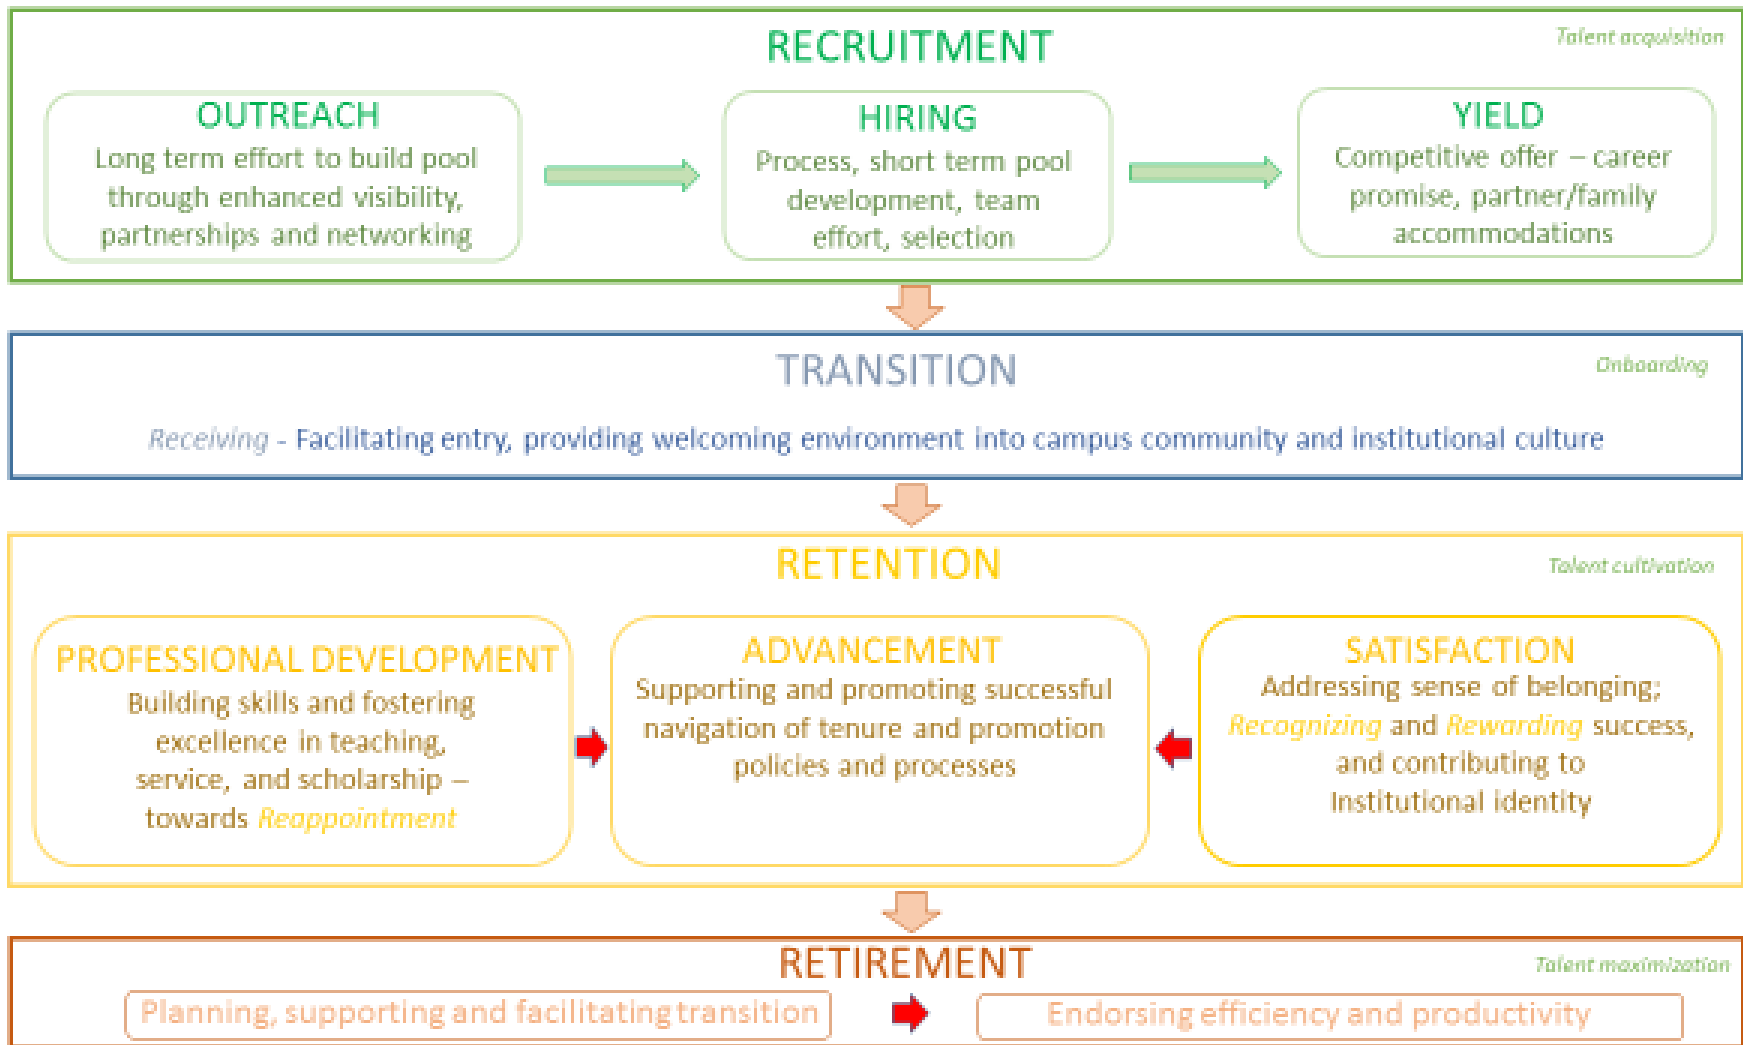 RECRUITMENT
Talent acquisition
OUTREACH
Long term effort to build pool
through enhanced visibility,
partnerships and networking
HIRING
Process, short term pool
development, team
effort, selection
YIELD
Competitive offer – career
promise, partner/family
accommodations
TRANSITION
Onboarding
Receiving - Facilitating entry, providing welcoming environment into campus community and institutional culture
RETENTION
Talent cultivation
PROFESSIONAL DEVELOPMENT
Building skills and fostering
excellence in teaching,
service, and scholarship –
towards Reappointment
ADVANCEMENT
Supporting and promoting successful
navigation of tenure and promotion
policies and processes
SATISFACTION
Addressing sense of belonging;
Recognizing and Rewarding success,
and contributing to
Institutional identity
RETIREMENT
Talent maximization
Planning, supporting and facilitating transition
Endorsing efficiency and productivity